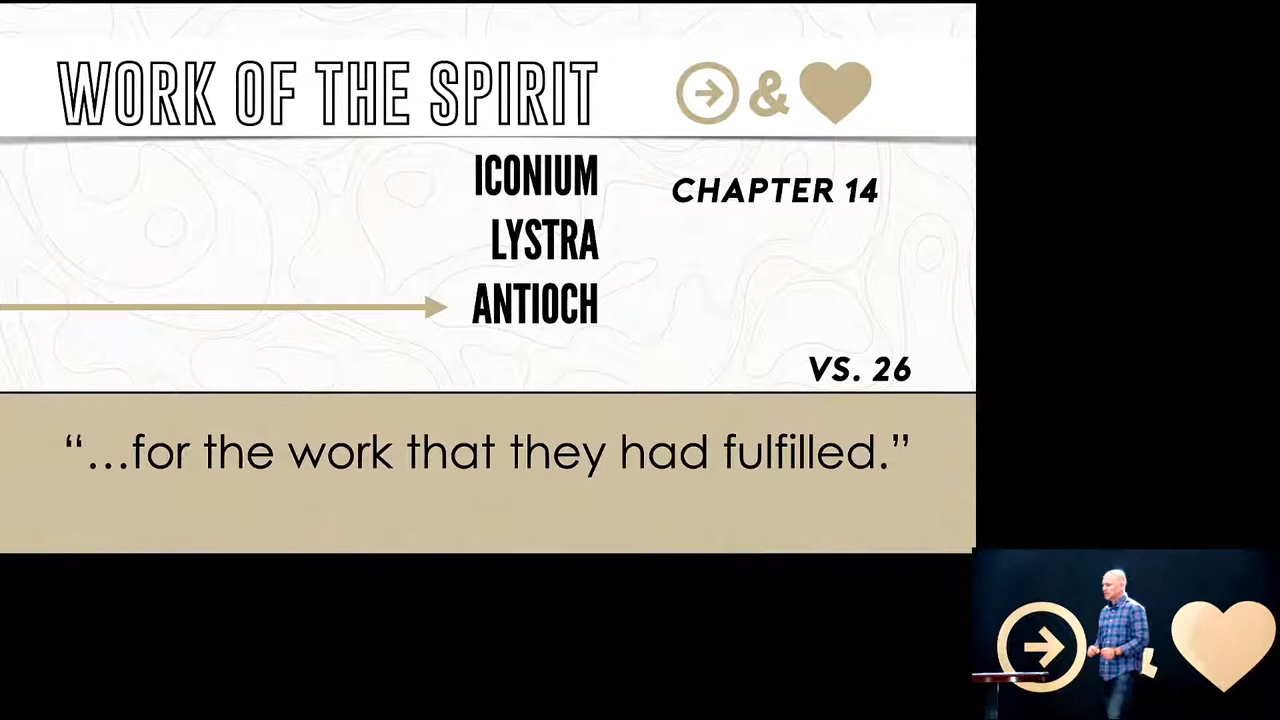 WORK OF THE SPIRIT &
ICONIUM
CHAPTER 14
LYSTRA
ANTIOCH
VS. 26
“...for the work that they had fulfilled.”
&